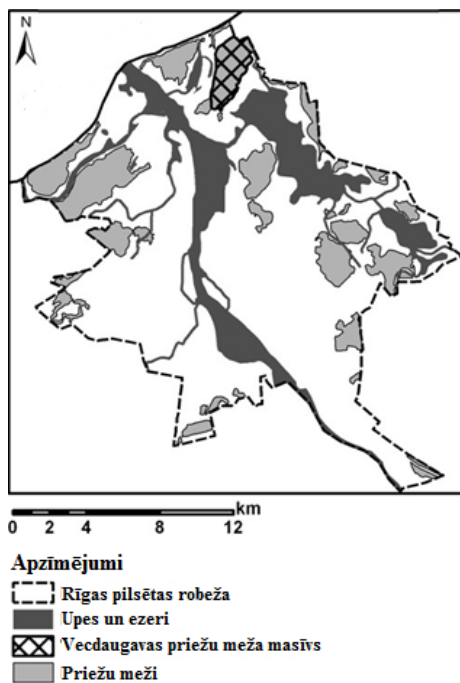 N
km
0 2 4 8 12
Apzīmējumi
Rīgas pilsētas robeža
Upes un ezeri
Vecdaugavas priežu meža masīvs
Priežu meži